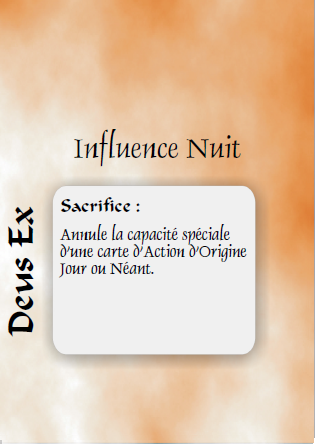 Influence Nuit
Deus Ex
Sacrifice :
Annule la capacité spéciale
d'une carte d'Action d'Origine
Jour ou Néant.